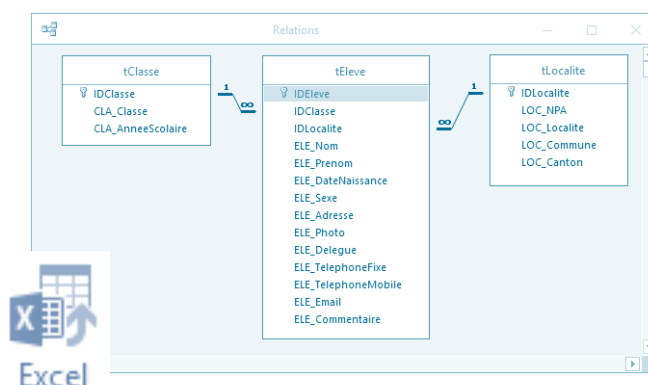 Relations
tClasse
IDClasse
CLA_Classe
CLA_AnneeScolaire
1
∞
tEleve
IDEleve
IDClasse
IDLocalite
ELE_Nom
ELE_Prenom
ELE_DateNaissance
ELE_Sexe
ELE_Adresse
ELE_Photo
ELE_Delegue
ELE_TelephoneFixe
ELE_TelephoneMobile
ELE_Email
ELE_Commentaire
1
∞
tLocalite
IDLocalite
LOC_NPA
LOC_Localite
LOC_Commune
LOC_Canton
X
Excel